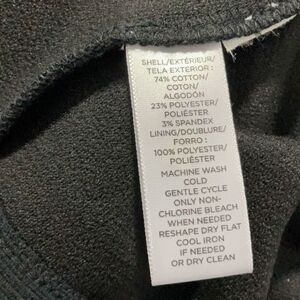 SHELL/EXTÉRIEUR/
TELA EXTERIOR :
74% COTTON/
COTON/
ALGODÓN
23% POLYESTER/
POLIÉSTER
3% SPANDEX
LINING/DOUBLURE/
FORRO :
100% POLYESTER/
POLIÉSTER
MACHINE WASH
COLD
GENTLE CYCLE
ONLY NON-
CHLORINE BLEACH
WHEN NEEDED
RESHAPE DRY FLAT
COOL IRON
IF NEEDED
OR DRY CLEAN